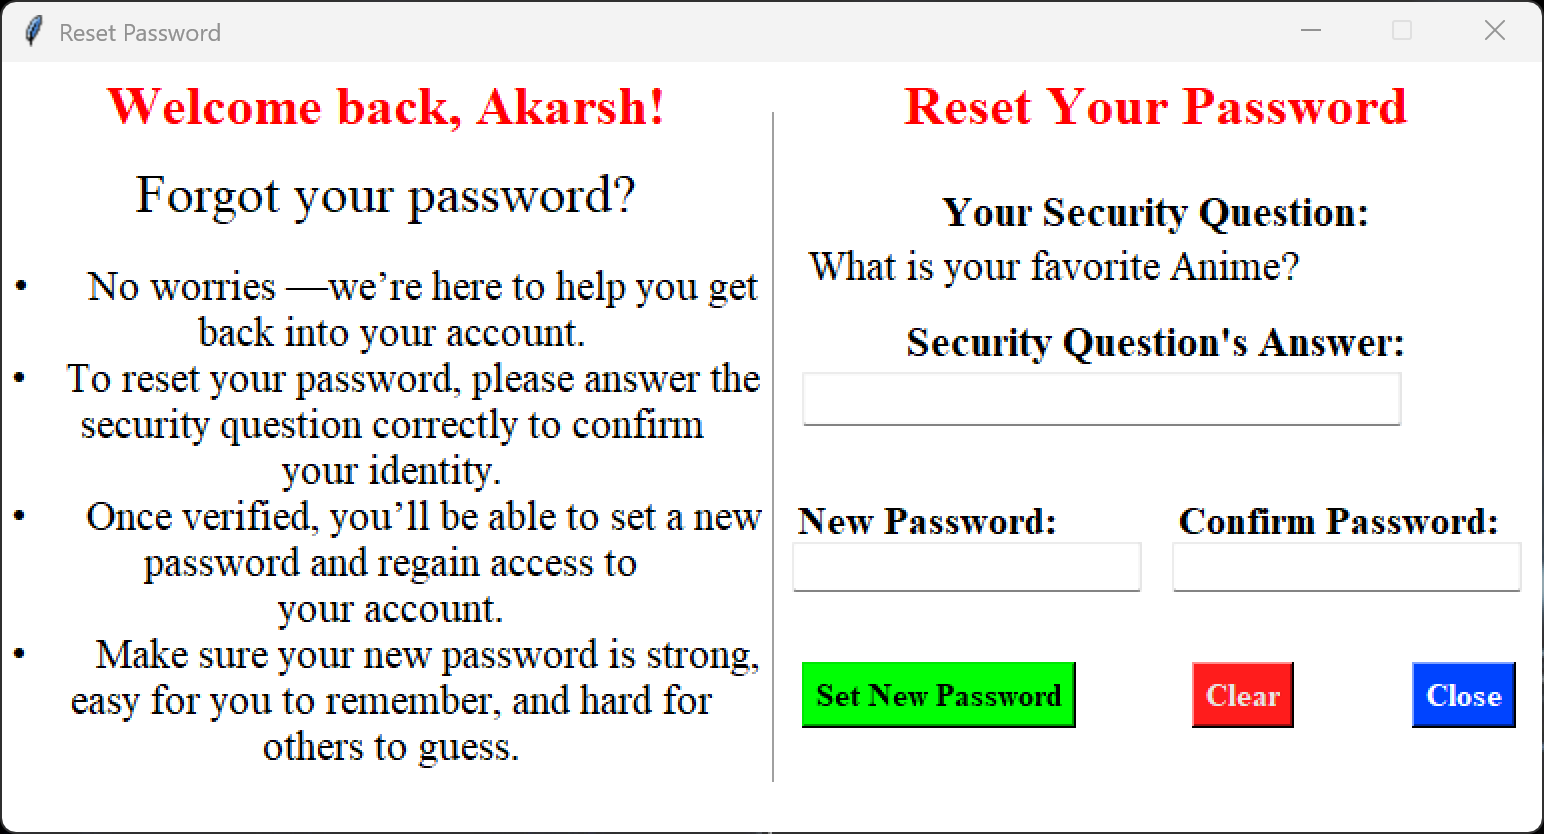 Reset Password
Welcome back, Akarsh!
Forgot your password?
• No worries —we’re here to help you get
back into your account.
• To reset your password, please answer the
security question correctly to confirm
your identity.
• Once verified, you’ll be able to set a new
password and regain access to
your account.
• Make sure your new password is strong,
easy for you to remember, and hard for
others to guess.
Reset Your Password
Your Security Question:
What is your favorite Anime?
Security Question's Answer:
New Password: Confirm Password:
Set New Password Clear Close